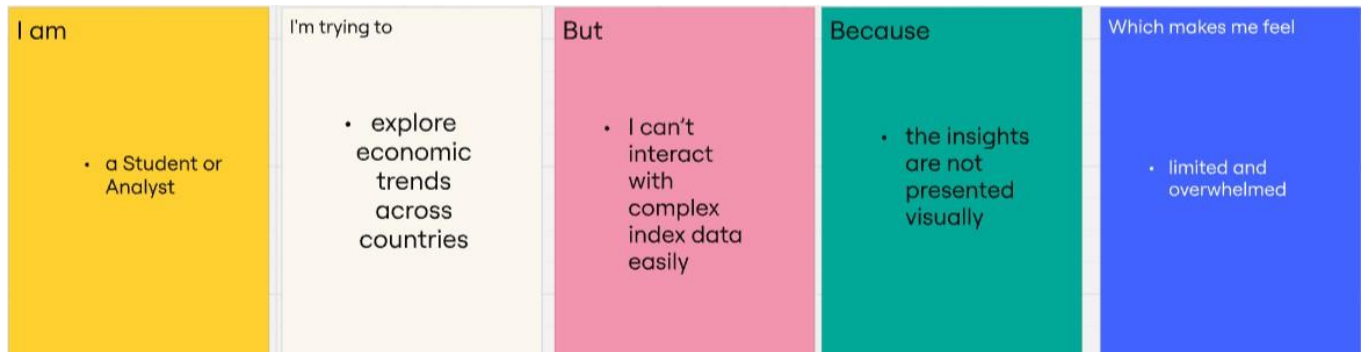 I am
• a Student or
Analyst
I'm trying to
• explore
economic
trends
across
countries
But
• I can't
interact
with
complex
index data
easily
Because
• the insights
are not
presented
visually
Which makes me feel
• limited and
overwhelmed